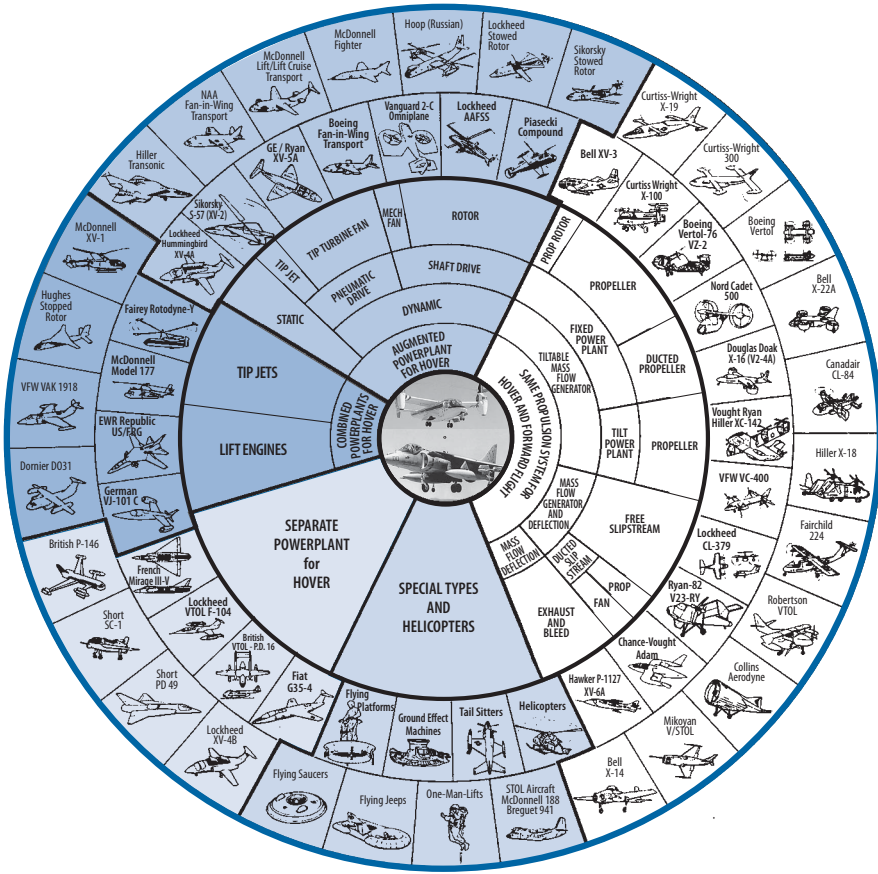 Hoop (Russian)
Lockheed
Stowed
Rotor
Sikorsky
Stowed
Rotor
Curtiss-Wright
X-19
Curtiss-Wright
300
Boeing
Vertol
Bell
X-22A
Canadair
CL-84
Hiller X-18
Fairchild
224
Robertson
VTOL
Collins
Aerodyne
Mikoyan
V/STOL
Bell
X-14
STOL Aircraft
McDonnell 188
Breguet 941
One-Man-Lifts
Flying Jeeps
Flying Saucers
Lockheed
XV-4B
Short
PD 49
Short
SC-1
British P-146
Dornier DO31
VFW VAK 1918
Hughes
Stopped
Rotor
McDonnell
XV-1
Hiller
Transonic
NAA
Fan-in-Wing
Transport
McDonnell
Lift/Lift Cruise
Transport
McDonnell
Fighter
Vanguard 2-C
Omniplane
Lockheed
AAFSS
Piasecki
Compound
Bell XV-3
Curtiss Wright
X-100
Boeing
Vertol-76
VZ-2
Nord Cadet
500
Douglas Doak
X-16 (V2-4A)
Vought Ryan
Hiller XC-142
VFW VC-400
Lockheed
CL-379
Ryan-82
V23-RY
Chance-Vought
Adam
Hawker P-1127
XV-6A
Helicopters
Tail Sitters
Ground Effect
Machines
Flying
Platforms
Fiat
G35-4
British
VTOL - P.D. 16
Lockheed
VTOL F-104
French
Mirage III-V
German
VJ-101 C
EWR Republic
US/FRG
McDonnell
Model 177
Fairey Rotodyne-Y
Lockheed
Hummingbird
XV-4A
Sikorsky
S-57 (XV-2)
GE / Ryan
XV-5A
Boeing
Fan-in-Wing
Transport
STATIC
TIP JET
TIP TURBINE FAN
MECH
FAN
ROTOR
PNEUMATIC
DRIVE
SHAFT DRIVE
DYNAMIC
AUGMENTED
POWERPLANT
FOR HOVER
PROP ROTOR
PROPELLER
FIXED
POWER
PLANT
DUCTED
PROPELLER
TILTABLE
MASS
FLOW
GENERATOR
TILT
POWER
PLANT
PROPELLER
SAME PROPULSION SYSTEM FOR
HOVER AND FORWARD FLIGHT
MASS
FLOW
GENERATOR
AND
DEFLECTION
FREE
SLIPSTREAM
DUCTED
SLIP
STREAM
PROP
FAN
MASS
FLOW
DEFLECTION
EXHAUST
AND
BLEED
SPECIAL TYPES
AND
HELICOPTERS
SEPARATE
POWERPLANT
for
HOVER
COMBINED
POWERPLANTS
FOR HOVER
TIP JETS
LIFT ENGINES